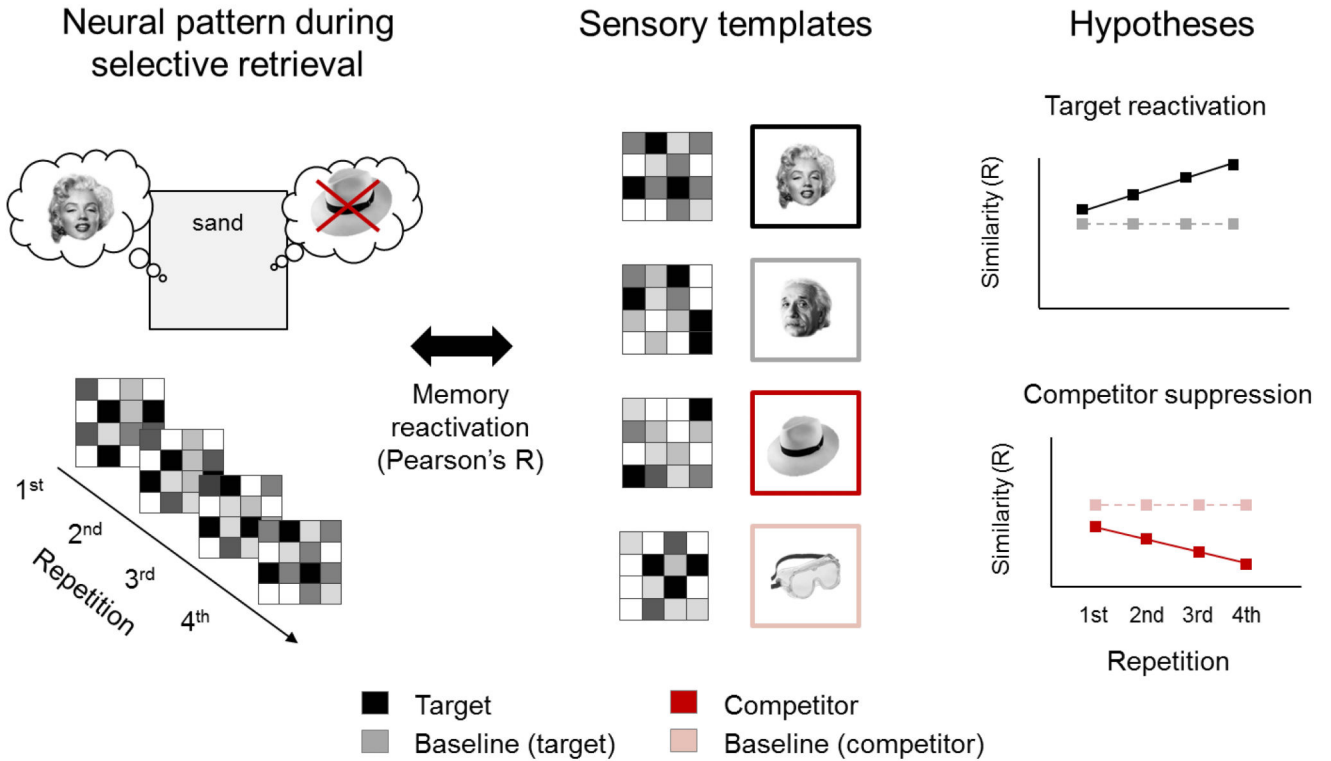 Neural pattern during
selective retrieval
sand
1st
2nd
3rd
4th
Repetition
Memory
reactivation
(Pearson's R)
Sensory templates
Hypotheses
Target reactivation
Similarity (R)
Competitor suppression
Similarity (R)
1st 2nd 3rd 4th
Repetition
Target
Baseline (target)
Competitor
Baseline (competitor)